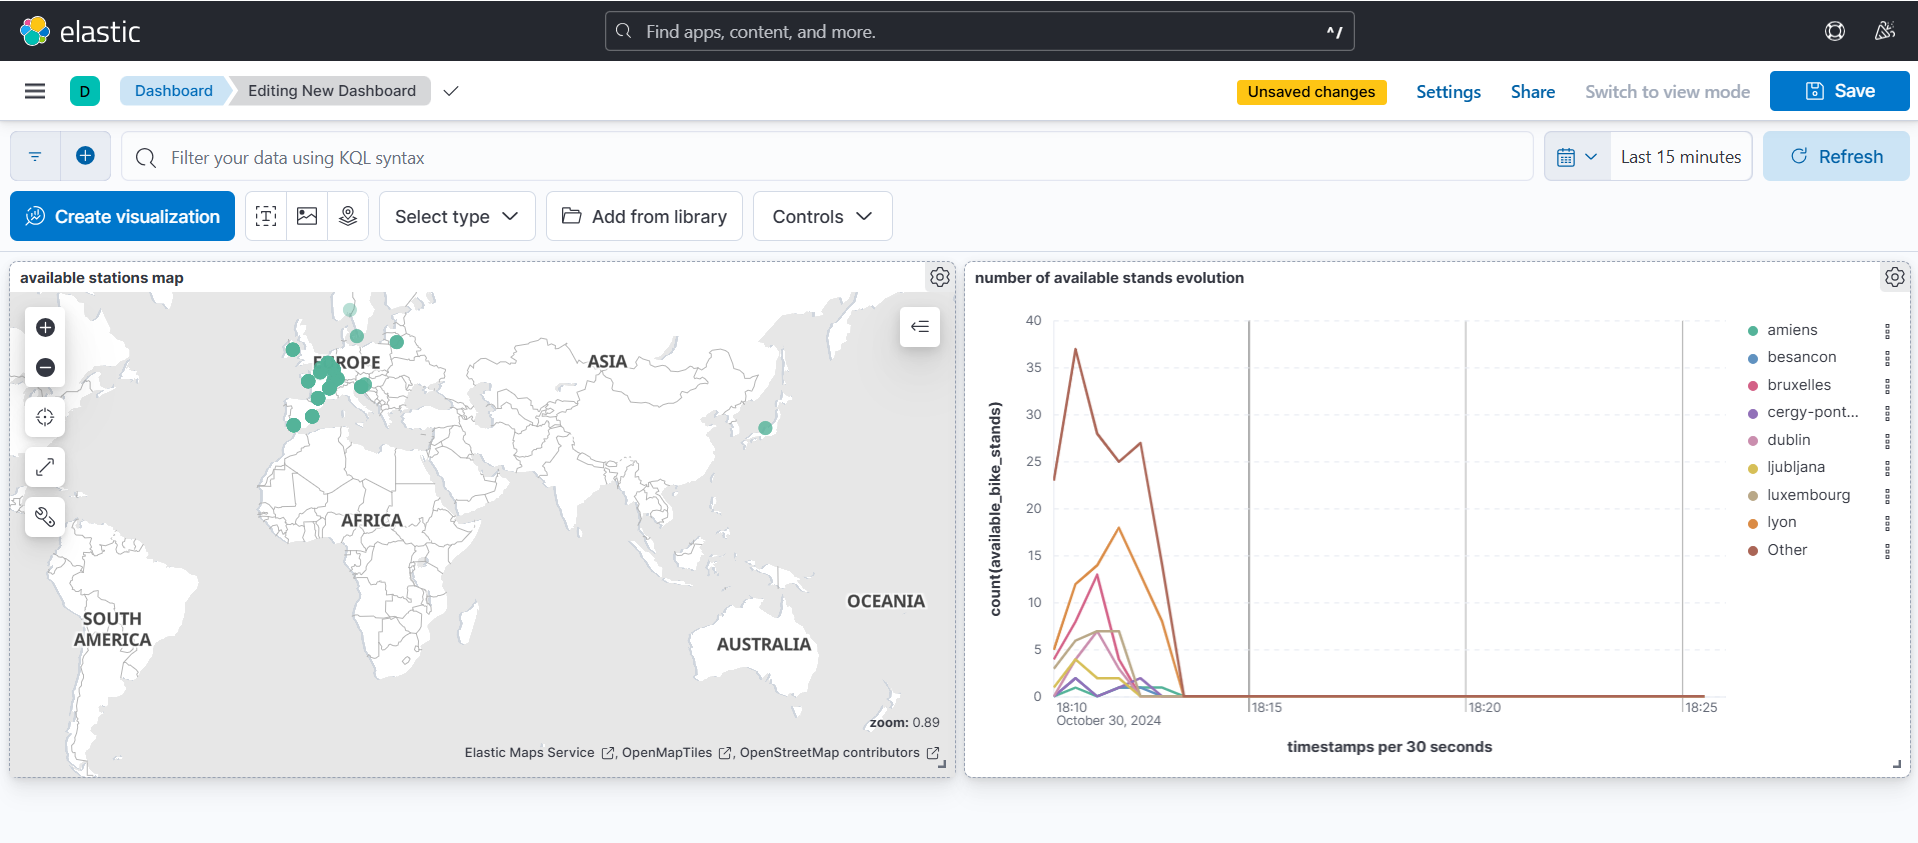 elastic
Find apps, content, and more.
^/
D
Dashboard
Editing New Dashboard
Unsaved changes
Settings
Share
Switch to view mode
Save
Filter your data using KQL syntax
Last 15 minutes
Refresh
Create visualization
Select type
Add from library
Controls
available stations map
EUROPE
ASIA
AFRICA
SOUTH
AMERICA
OCEANIA
AUSTRALIA
zoom: 0.89
Elastic Maps Service , OpenMapTiles , OpenStreetMap contributors
number of available stands evolution
count(available_bike_stands)
40
35
30
25
20
15
10
5
0
18:10
October 30, 2024
18:15
18:20
18:25
timestamps per 30 seconds
amiens
besancon
bruxelles
cergy-pont...
dublin
ljubljana
luxembourg
lyon
Other